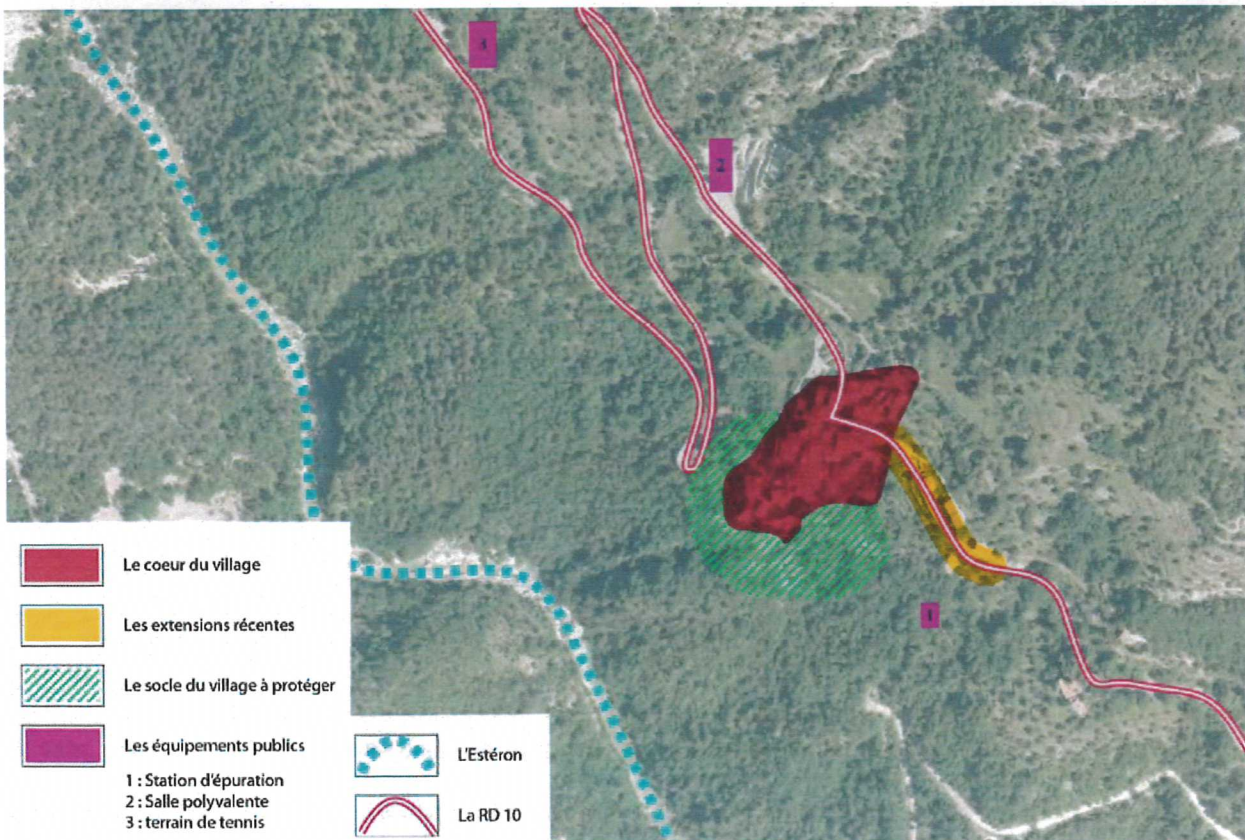 3
2
1
Le coeur du village
Les extensions récentes
Le socle du village à protéger
Les équipements publics
1 : Station d'épuration
2 : Salle polyvalente
3 : terrain de tennis
L'Estéron
La RD 10